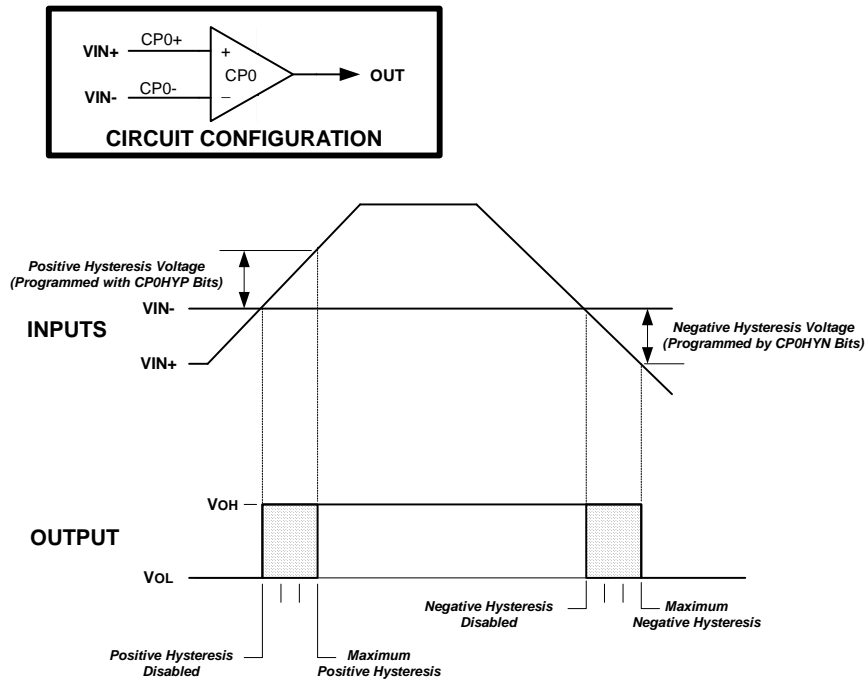 VIN+
CP0+
+
CP0
OUT
VIN-
CP0-
_
CIRCUIT CONFIGURATION
Positive Hysteresis Voltage
(Programmed with CP0HYP Bits)
VIN-
INPUTS
Negative Hysteresis Voltage
(Programmed by CP0HYN Bits)
VIN+
VOH
OUTPUT
VOL
Negative Hysteresis
Disabled
Maximum
Negative Hysteresis
Positive Hysteresis
Disabled
Maximum
Positive Hysteresis